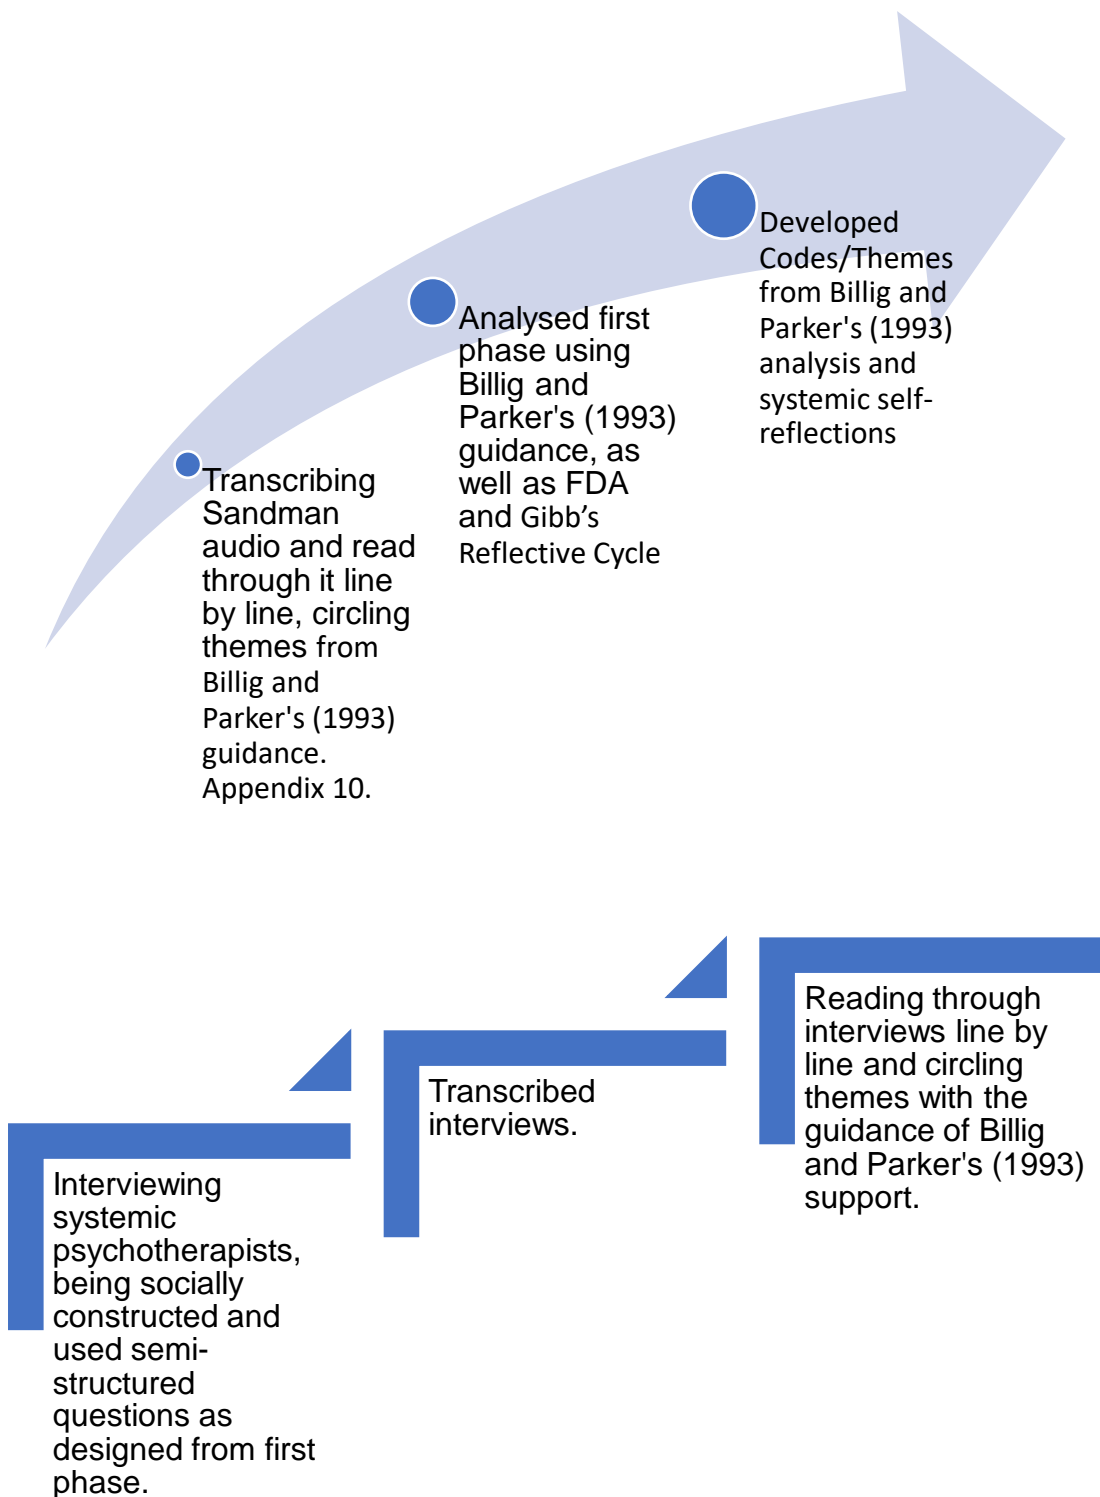 Transcribing
Sandman
audio and read
through it line
by line, circling
themes from
Billig and
Parker's (1993)
guidance.
Appendix 10.
Analysed first
phase using
Billig and
Parker's (1993)
guidance, as
well as FDA
and Gibb’s
Reflective Cycle
Developed
Codes/Themes
from Billig and
Parker's (1993)
analysis and
systemic self-
reflections
Interviewing
systemic
psychotherapists,
being socially
constructed and
used semi-
structured
questions as
designed from first
phase.
Transcribed
interviews.
Reading through
interviews line by
line and circling
themes with the
guidance of Billig
and Parker's (1993)
support.